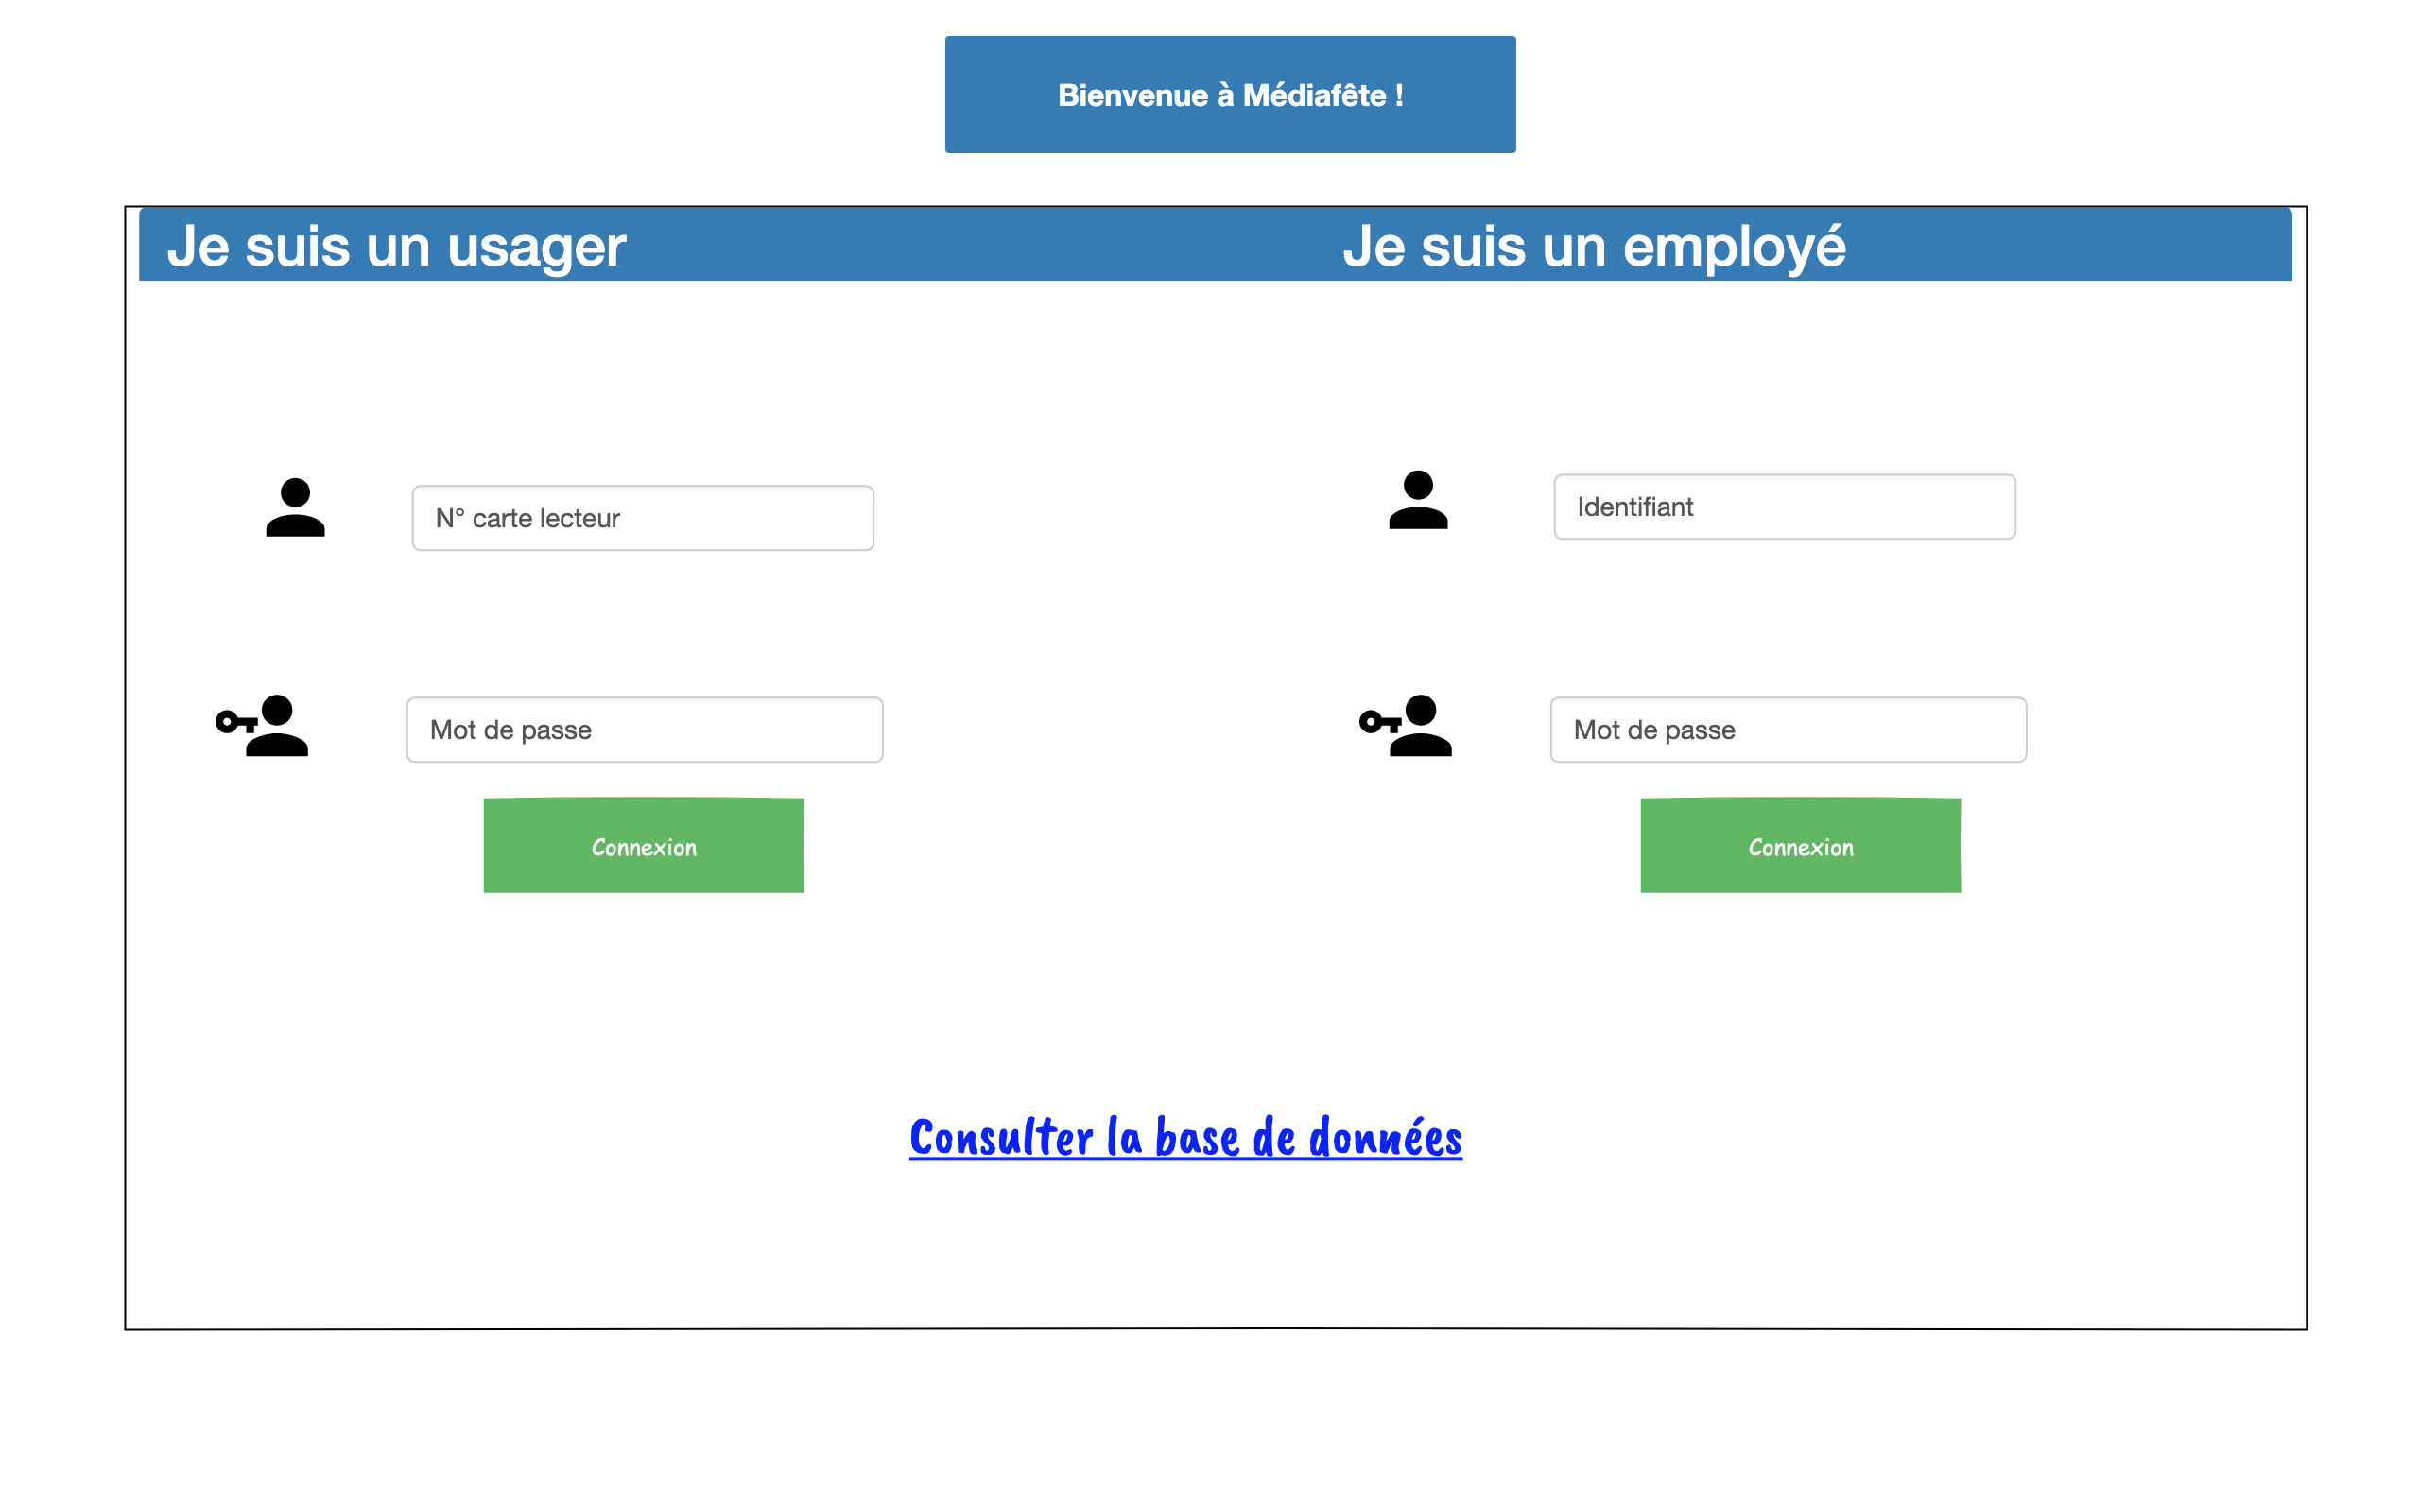 Bienvenue à Médiafête !
Je suis un usager
Je suis un employé
N° carte lecteur
Identifiant
Mot de passe
Mot de passe
Connexion
Connexion
Consulter la base de données